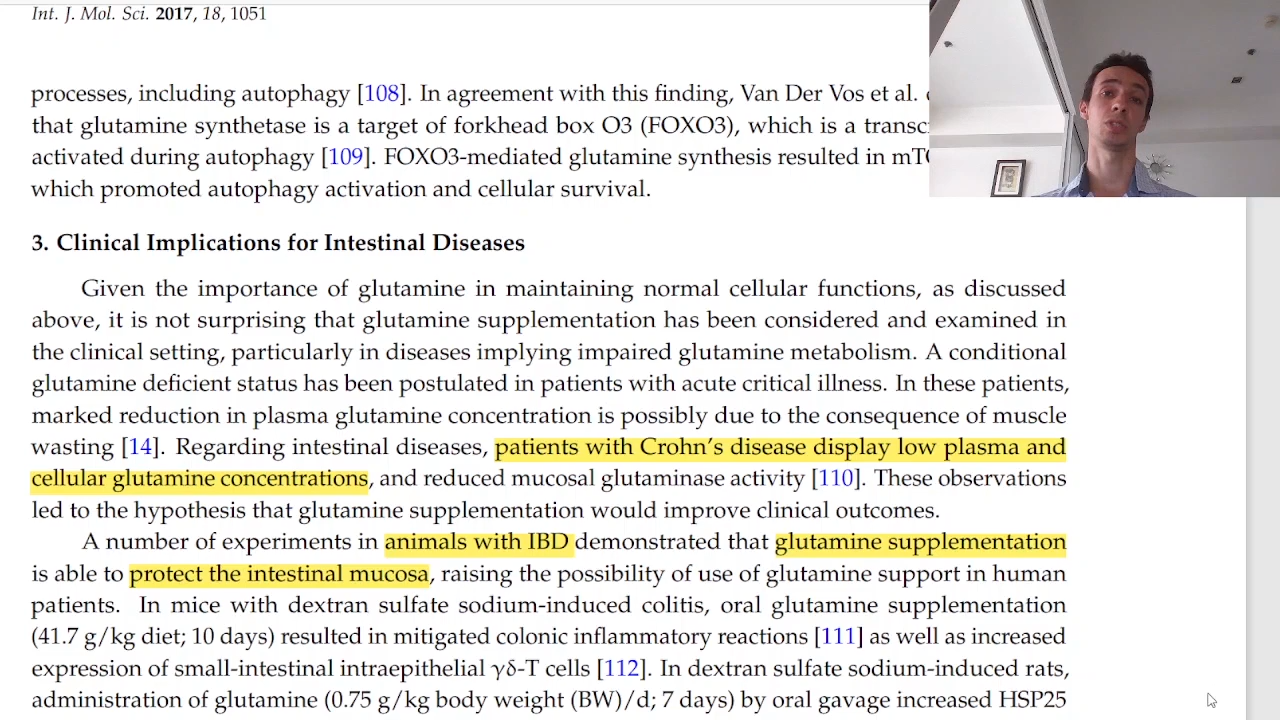 Int. J. Mol. Sci. 2017, 18, 1051
processes, including autophagy [108]. In agreement with this finding, Van Der Vos et al.
that glutamine synthetase is a target of forkhead box O3 (FOXO3), which is a
activated during autophagy [109]. FOXO3-mediated glutamine synthesis resulted in
which promoted autophagy activation and cellular survival.
3. Clinical Implications for Intestinal Diseases
Given the importance of glutamine in maintaining normal cellular functions, as discussed
above, it is not surprising that glutamine supplementation has been considered and examined in
the clinical setting, particularly in diseases implying impaired glutamine metabolism. A conditional
glutamine deficient status has been postulated in patients with acute critical illness. In these patients,
marked reduction in plasma glutamine concentration is possibly due to the consequence of muscle
wasting [14]. Regarding intestinal diseases, patients with Crohn's disease display low plasma and
cellular glutamine concentrations, and reduced mucosal glutaminase activity [110]. These observations
led to the hypothesis that glutamine supplementation would improve clinical outcomes.
A number of experiments in animals with IBD demonstrated that glutamine supplementation
is able to protect the intestinal mucosa, raising the possibility of use of glutamine support in human
patients. In mice with dextran sulfate sodium-induced colitis, oral glutamine supplementation
(41.7 g/kg diet; 10 days) resulted in mitigated colonic inflammatory reactions [111] as well as increased
expression of small-intestinal intraepithelial γδ-T cells [112]. In dextran sulfate sodium-induced rats,
administration of glutamine (0.75 g/kg body weight (BW)/d; 7 days) by oral gavage increased HSP25